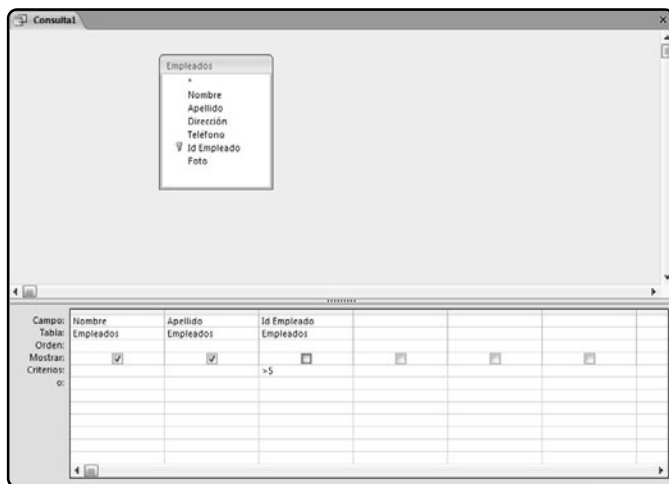 Consulta1
Empleados
*
Nombre
Apellido
Dirección
Teléfono
Id Empleado
Foto
Campo: Nombre Apellido Id Empleado
Tabla: Empleados Empleados Empleados
Orden:
Mostrar:
Criterios: >5
o: